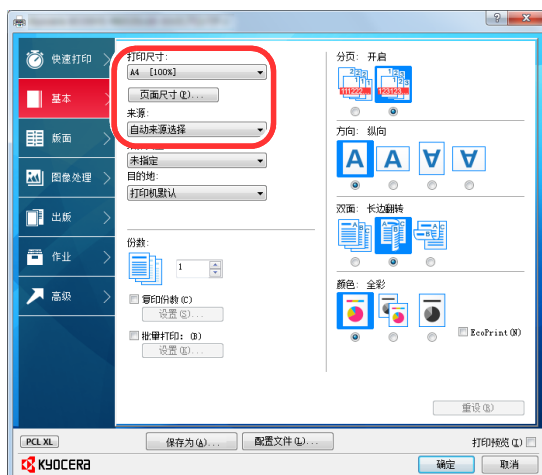 快速打印
基本
版面
图像处理
出版
作业
高级
打印尺寸:
A4 [100%]
页面尺寸(P)...
来源:
自动来源选择
未指定
目的地:
打印机默认
份数:
1
复印份数(C)
设置(S)...
批量打印: (B)
设置(E)...
分页: 开启
111222
123123
方向: 纵向
A A A A
双面: 长边翻转
颜色: 全彩
EcoPrint(N)
重设(R)
PCL XL
保存为(A)...
配置文件(L)...
打印预览(I)
KYOCERA
确定
取消